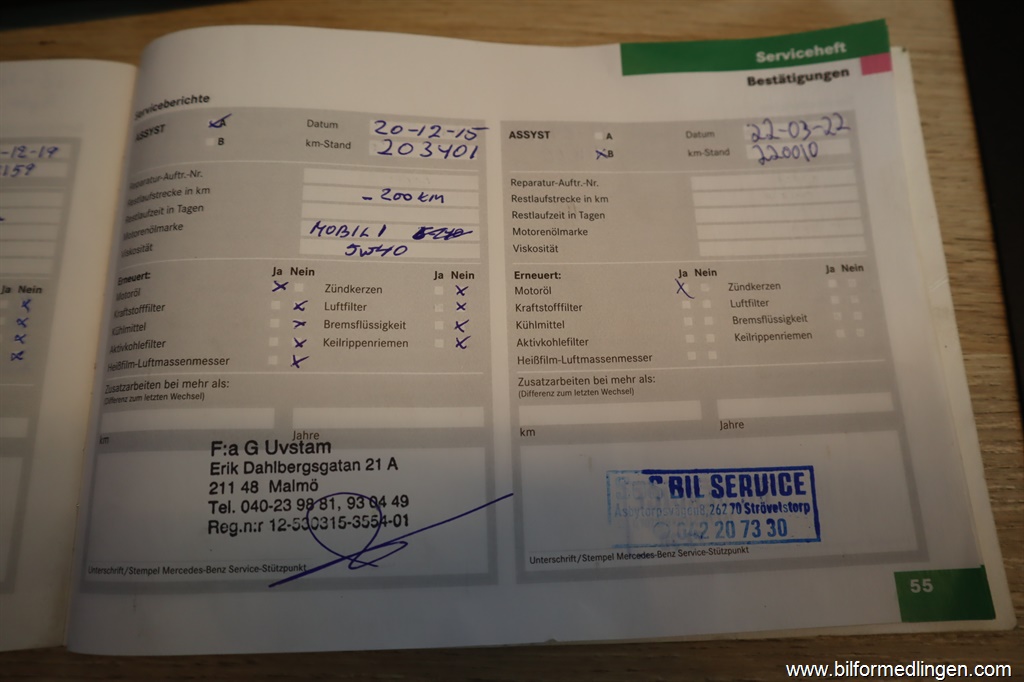 Serviceheft
Bestätigungen
-12-19
159
Ja Nein
Serviceberichte
ASSYST A Datum 20-12-15
B km-Stand 203401
Reparatur-Auftr.-Nr.
Restlaufstrecke in km - 200 km
Restlaufzeit in Tagen
Motorenölmarke MOBIL 1
Viskosität 5W40
Erneuert: Ja Nein Ja Nein
Motoröl Zündkerzen
Kraftstofffilter Luftfilter
Kühlmittel Bremsflüssigkeit
Aktivkohlefilter Keilrippenriemen
Heißfilm-Luftmassenmesser
Zusatzarbeiten bei mehr als:
(Differenz zum letzten Wechsel)
km Jahre
F:a G Uvstam
Erik Dahlbergsgatan 21 A
211 48 Malmö
Tel. 040-23 98 81, 93 04 49
Reg.n:r 12-530315-3554-01
Unterschrift/Stempel Mercedes-Benz Service-Stützpunkt
ASSYST A Datum 22-03-22
B km-Stand 220010
Reparatur-Auftr.-Nr.
Restlaufstrecke in km
Restlaufzeit in Tagen
Motorenölmarke
Viskosität
Erneuert: Ja Nein Ja Nein
Motoröl Zündkerzen
Kraftstofffilter Luftfilter
Kühlmittel Bremsflüssigkeit
Aktivkohlefilter Keilrippenriemen
Heißfilm-Luftmassenmesser
Zusatzarbeiten bei mehr als:
(Differenz zum letzten Wechsel)
km Jahre
BIL SERVICE
262 70 Strövelstorp
042 20 73 30
Unterschrift/Stempel Mercedes-Benz Service-Stützpunkt
55
www.bilformedlingen.com